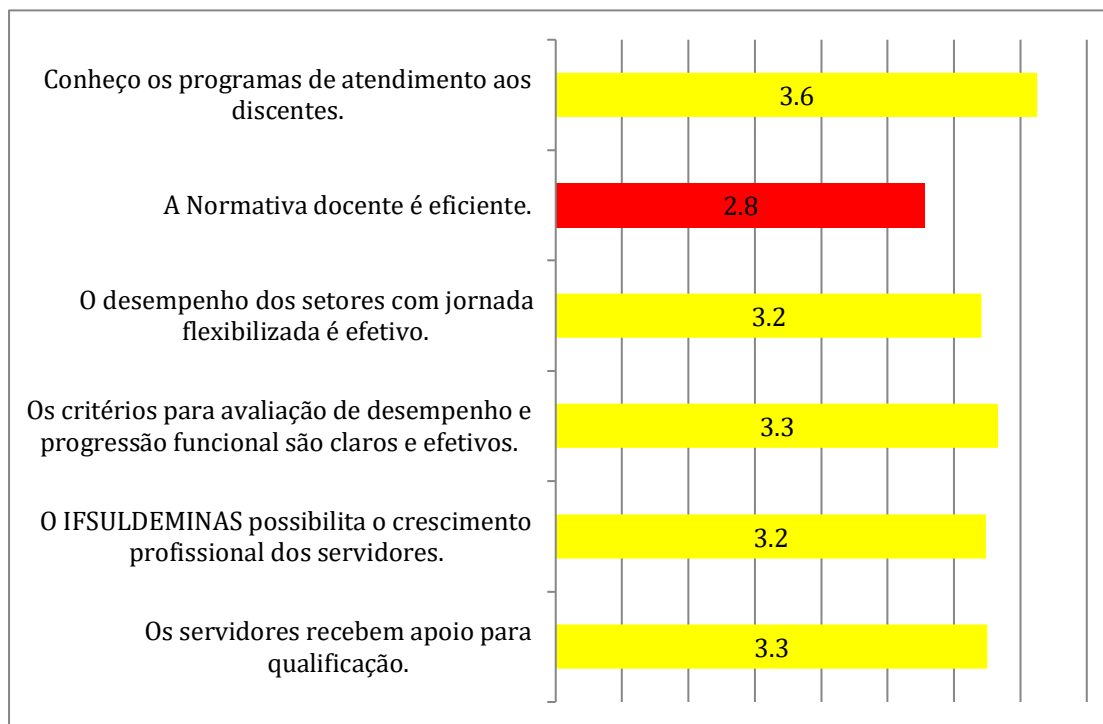 Conheço os programas de atendimento aos
discentes.
3.6
A Normativa docente é eficiente.
2.8
O desempenho dos setores com jornada
flexibilizada é efetivo.
3.2
Os critérios para avaliação de desempenho e
progressão funcional são claros e efetivos.
3.3
O IFSULDEMINAS possibilita o crescimento
profissional dos servidores.
3.2
Os servidores recebem apoio para
qualificação.
3.3